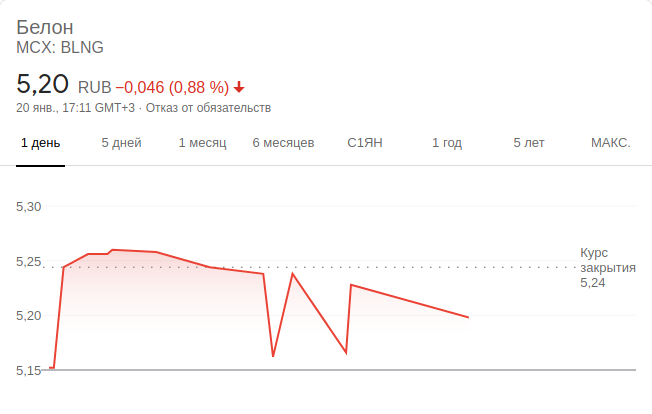 Белон
MCX: BLNG
5,20 RUB −0,046 (0,88 %)
20 янв., 17:11 GMT+3 · Отказ от обязательств
1 день 5 дней 1 месяц 6 месяцев С1ЯН 1 год 5 лет МАКС.
5,30
5,25
5,20
5,15
Курс
закрытия
5,24